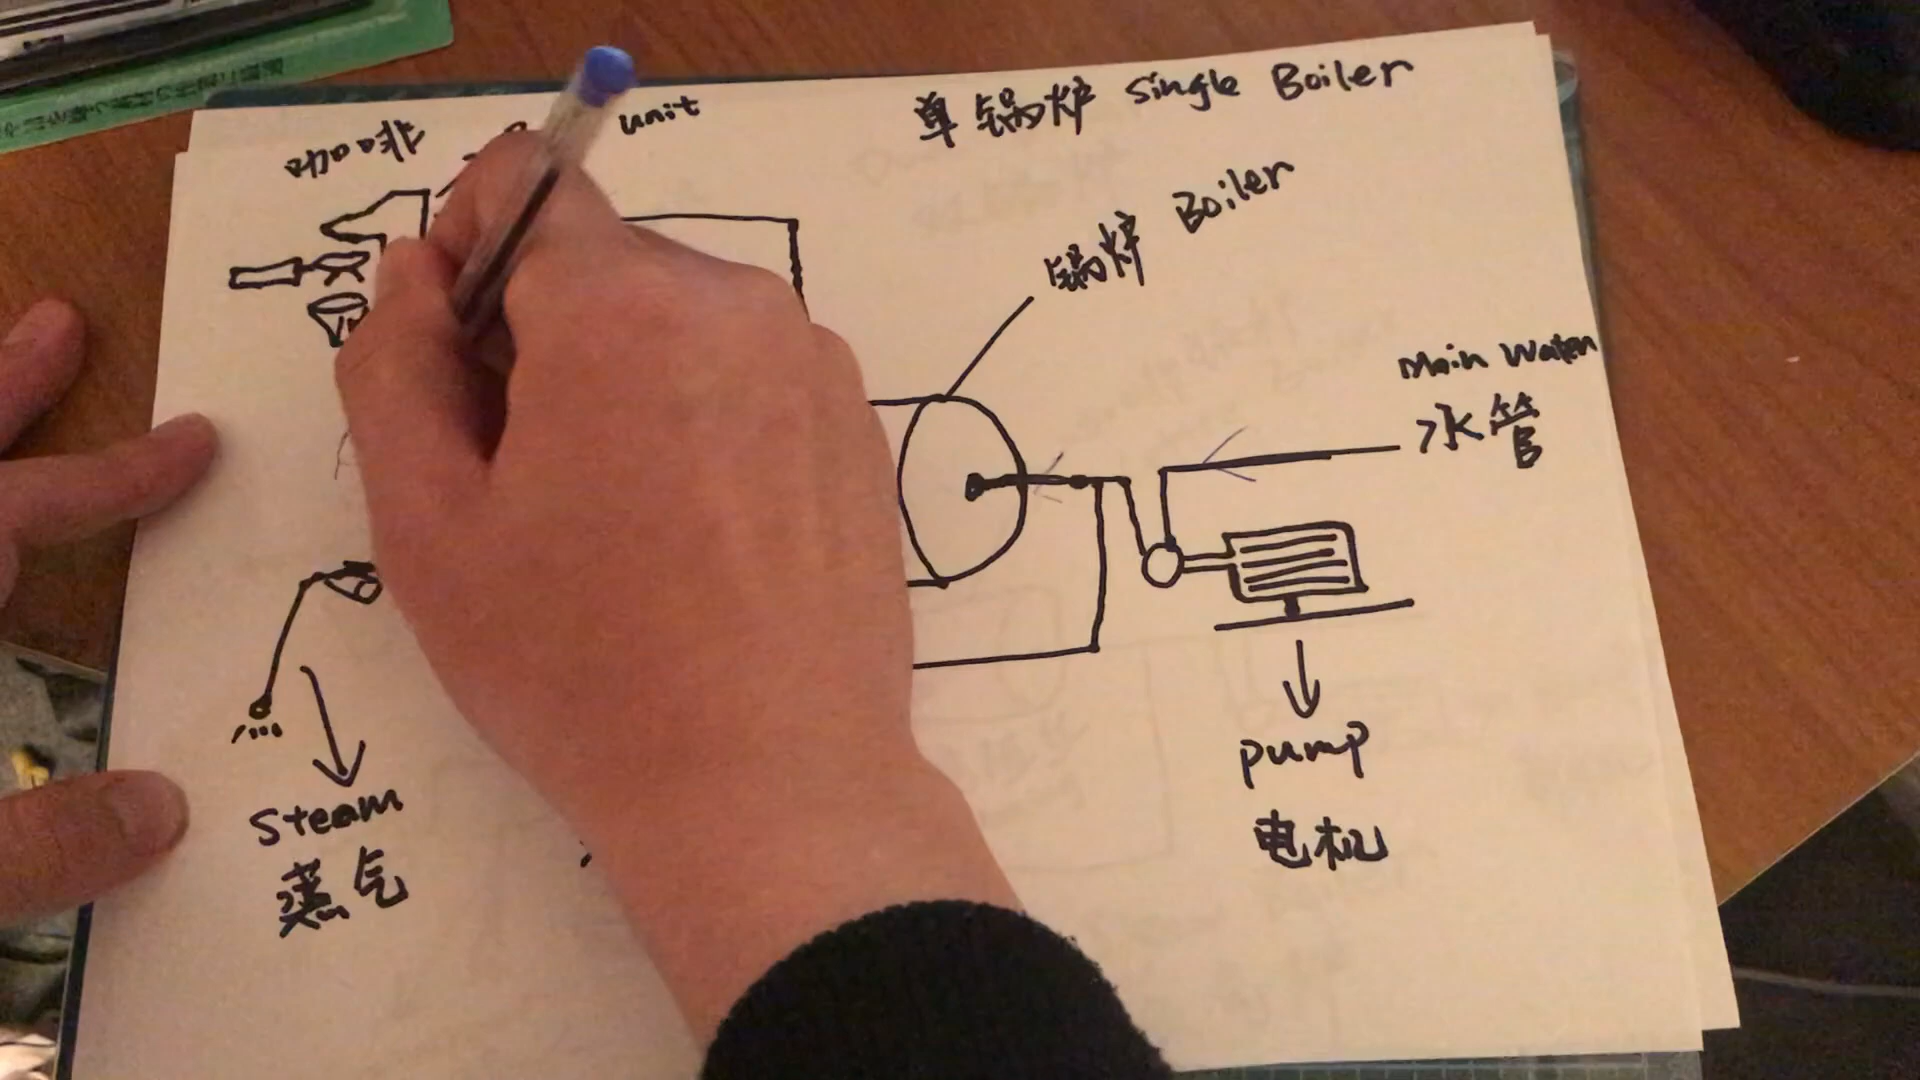 单锅炉 Single Boiler
咖啡
unit
锅炉 Boiler
Main Water
水管
pump
电机
Steam
蒸气